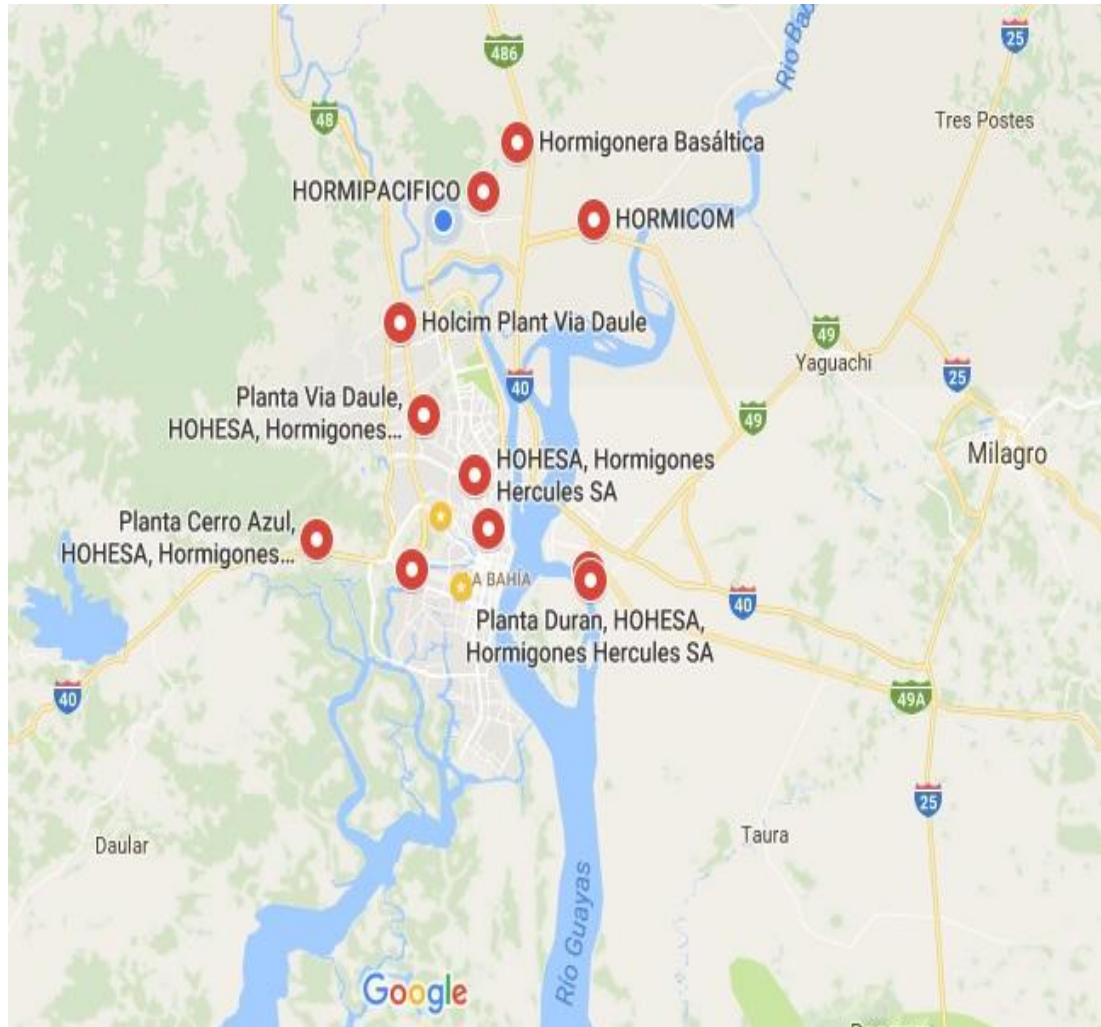 486
25
Rio Ba
48
Tres Postes
Hormigonera Basáltica
HORMIPACIFICO
HORMICOM
Holcim Plant Via Daule
49
Yaguachi
25
40
Planta Via Daule,
HOHESA, Hormigones...
49
Milagro
HOHESA, Hormigones
Hercules SA
Planta Cerro Azul,
HOHESA, Hormigones...
A BAHÍA
40
Planta Duran, HOHESA,
Hormigones Hercules SA
40
49A
25
Taura
Daular
Río Guayas
Google